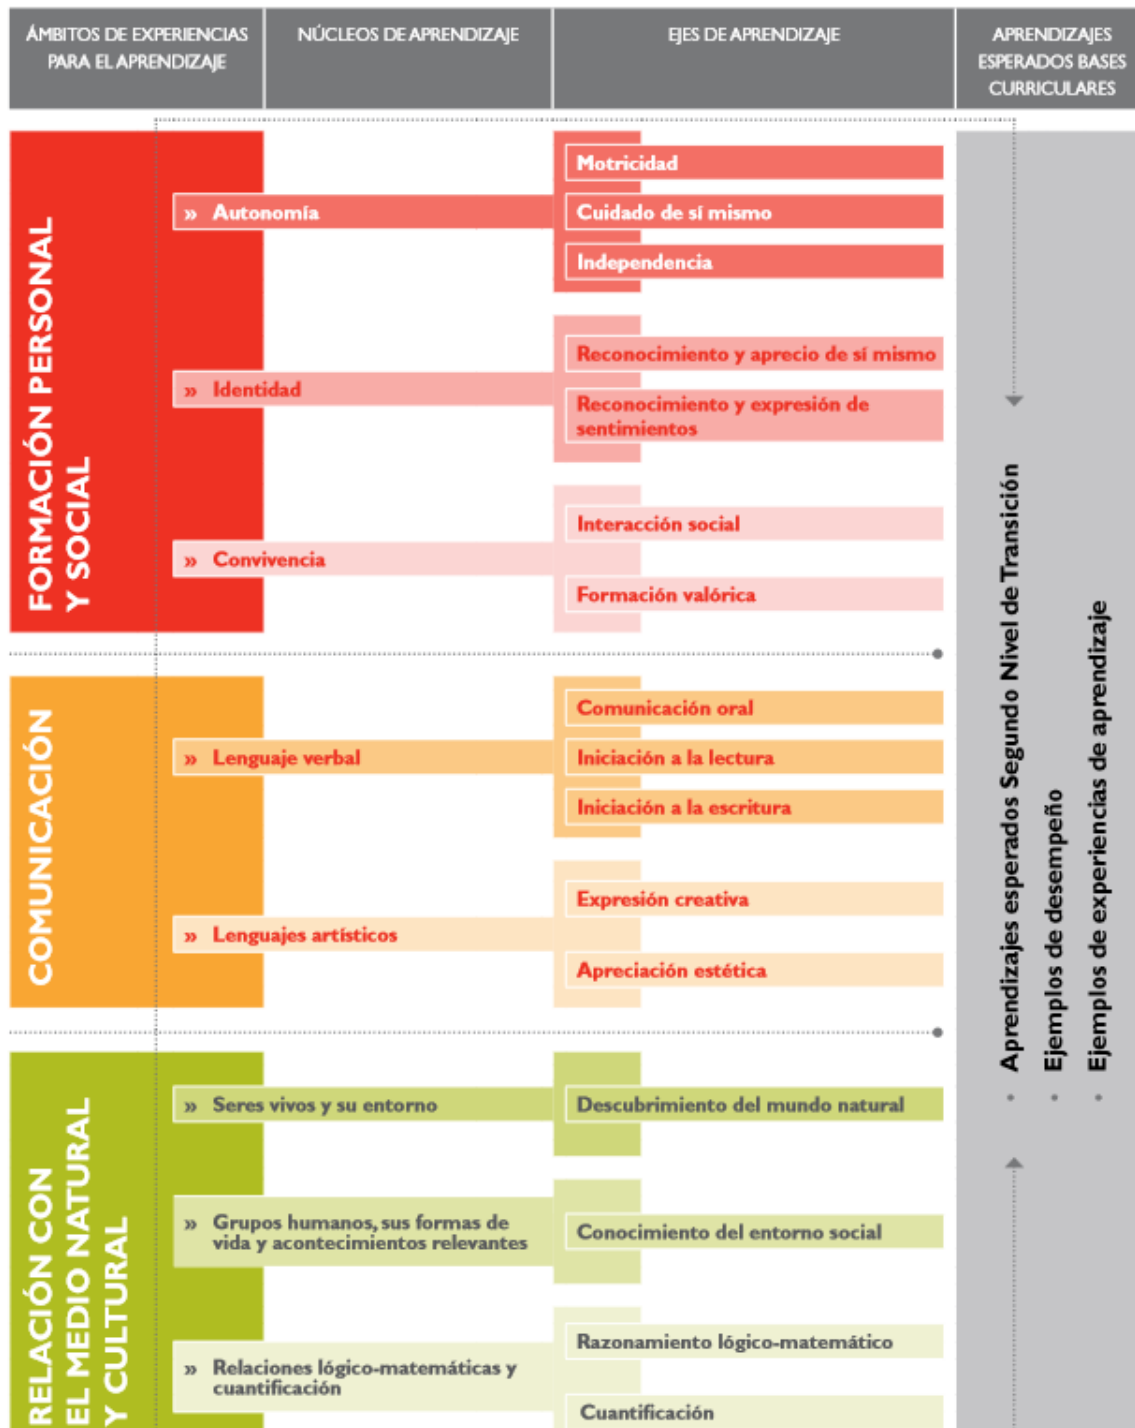 ÁMBITOS DE EXPERIENCIAS
PARA EL APRENDIZAJE
NÚCLEOS DE APRENDIZAJE
EJES DE APRENDIZAJE
APRENDIZAJES
ESPERADOS BASES
CURRICULARES
FORMACIÓN PERSONAL
Y SOCIAL
» Autonomía
Motricidad
Cuidado de sí mismo
Independencia
» Identidad
Reconocimiento y aprecio de sí mismo
Reconocimiento y expresión de
sentimientos
» Convivencia
Interacción social
Formación valórica
COMUNICACIÓN
» Lenguaje verbal
Comunicación oral
Iniciación a la lectura
Iniciación a la escritura
» Lenguajes artísticos
Expresión creativa
Apreciación estética
RELACIÓN CON
EL MEDIO NATURAL
Y CULTURAL
» Seres vivos y su entorno
Descubrimiento del mundo natural
» Grupos humanos, sus formas de
vida y acontecimientos relevantes
Conocimiento del entorno social
» Relaciones lógico-matemáticas y
cuantificación
Razonamiento lógico-matemático
Cuantificación
• Aprendizajes esperados Segundo Nivel de Transición
• Ejemplos de desempeño
• Ejemplos de experiencias de aprendizaje